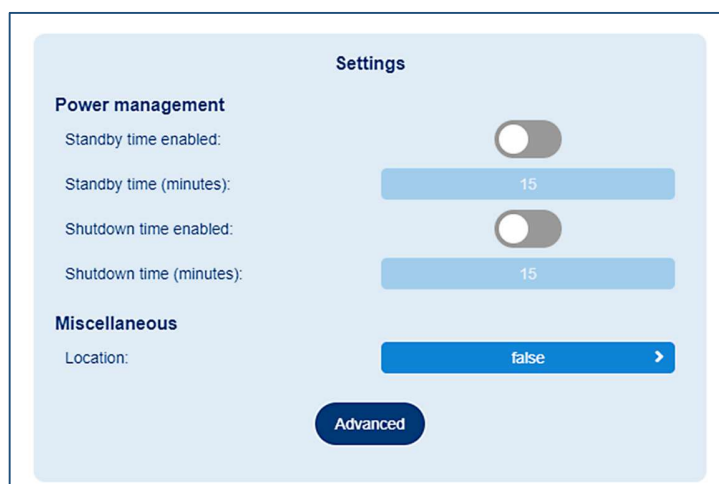 Settings
Power management
Standby time enabled:
Standby time (minutes): 15
Shutdown time enabled:
Shutdown time (minutes): 15
Miscellaneous
Location: false
Advanced